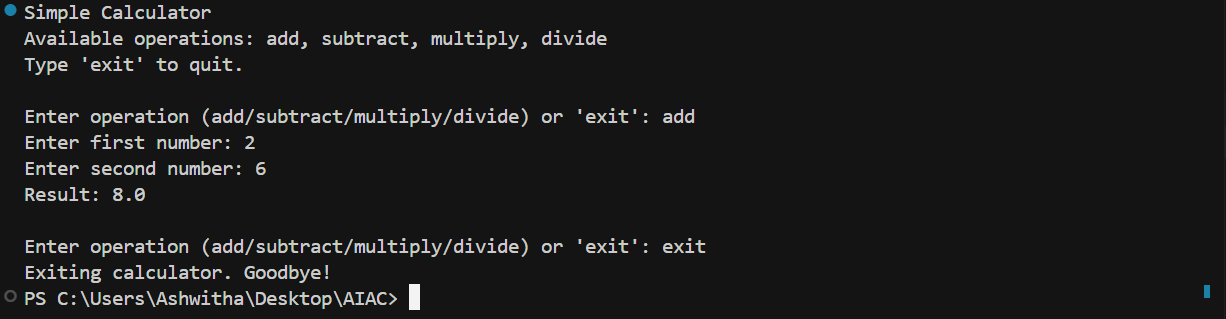 Simple Calculator
Available operations: add, subtract, multiply, divide
Type 'exit' to quit.
Enter operation (add/subtract/multiply/divide) or 'exit': add
Enter first number: 2
Enter second number: 6
Result: 8.0
Enter operation (add/subtract/multiply/divide) or 'exit': exit
Exiting calculator. Goodbye!
PS C:\Users\Ashwitha\Desktop\AIAC>